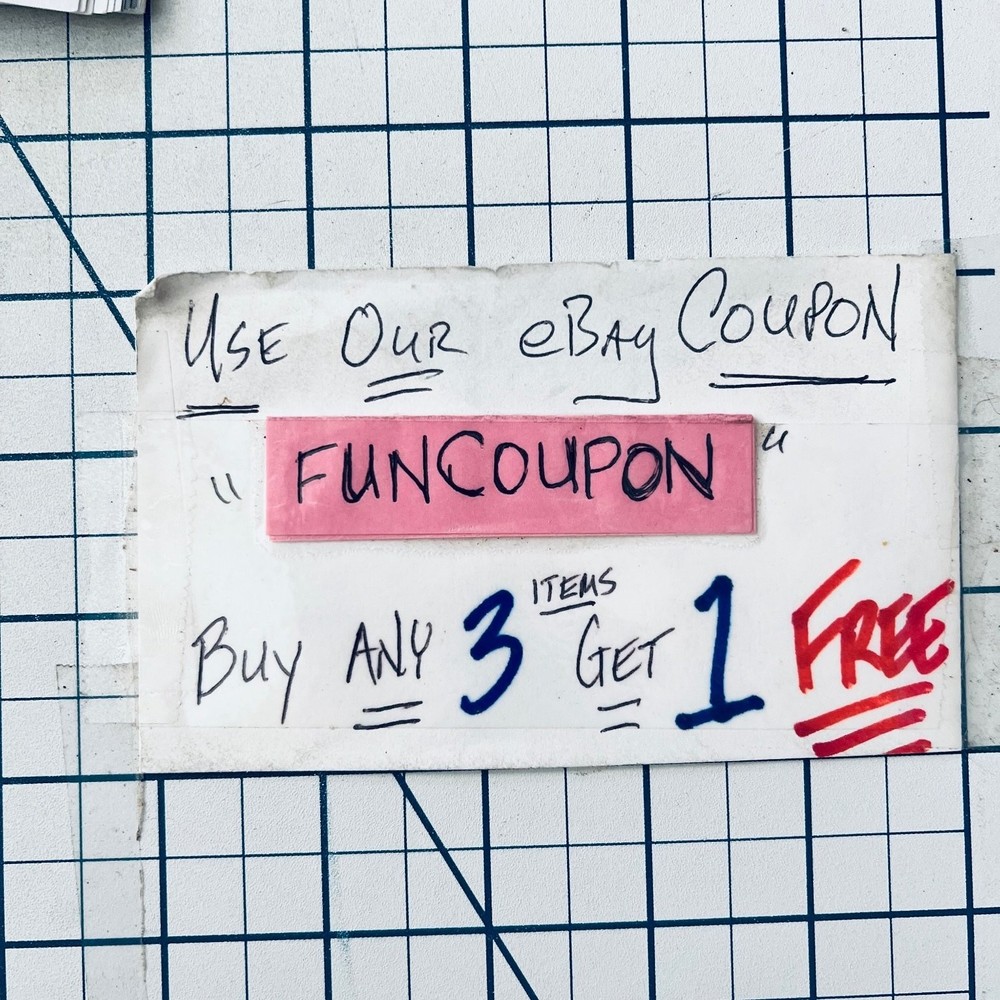 Use Our eBay Coupon
"FUNCOUPON"
Buy Any 3 Items Get 1 Free